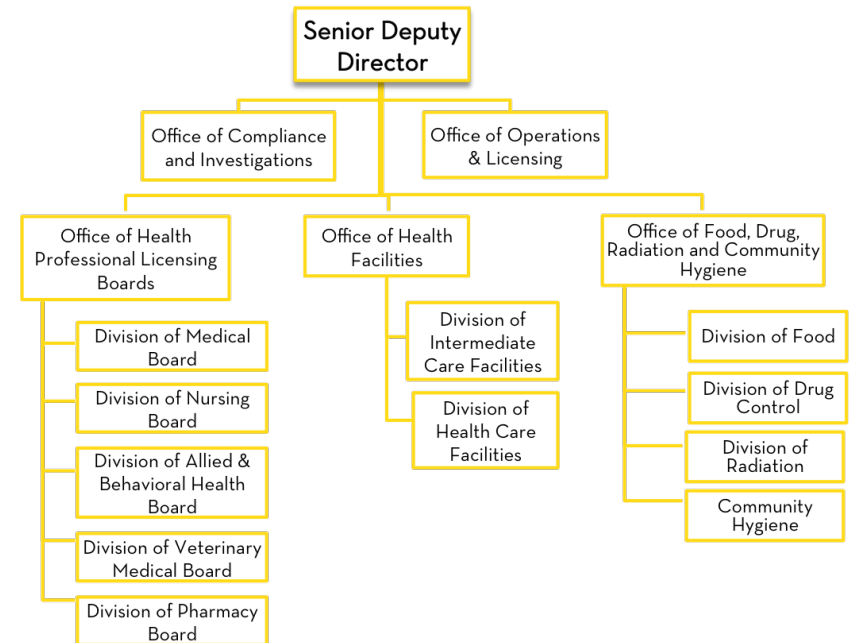 Senior Deputy
Director
Office of Compliance
and Investigations
Office of Operations
& Licensing
Office of Health
Professional Licensing
Boards
Division of Medical
Board
Division of Nursing
Board
Division of Allied &
Behavioral Health
Board
Division of Veterinary
Medical Board
Division of Pharmacy
Board
Office of Health
Facilities
Division of
Intermediate
Care Facilities
Division of
Health Care
Facilities
Office of Food, Drug,
Radiation and Community
Hygiene
Division of Food
Division of Drug
Control
Division of
Radiation
Community
Hygiene